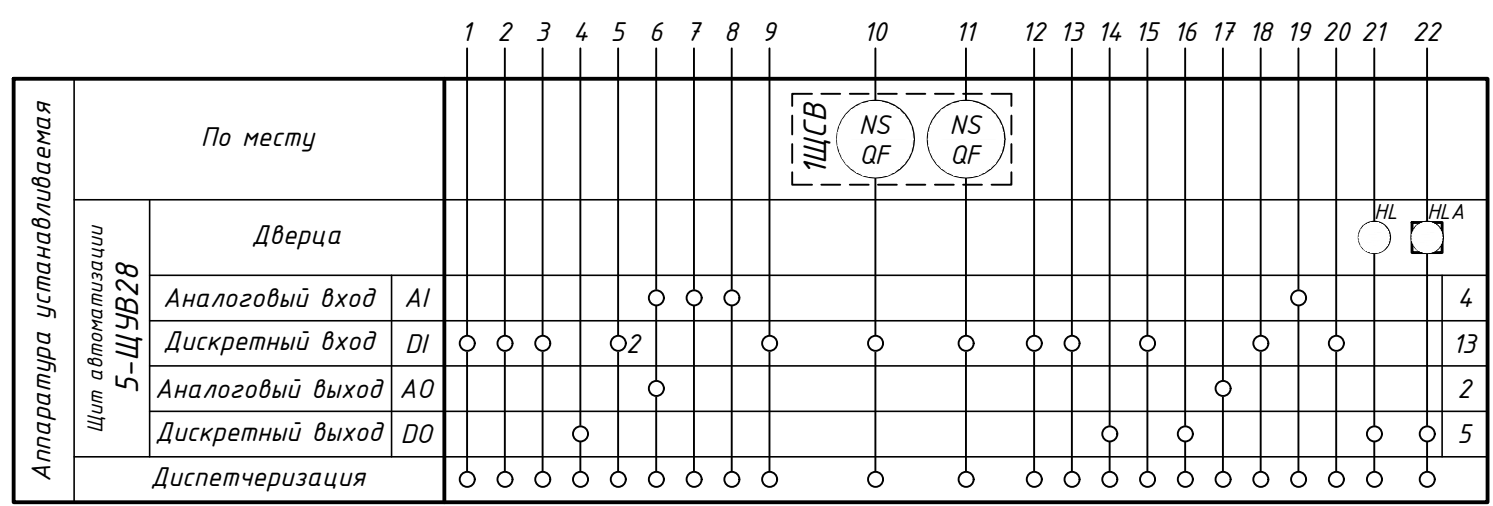 1 2 3 4 5 6 7 8 9 10 11 12 13 14 15 16 17 18 19 20 21 22
Аппаратура устанавливаемая
По месту
1ЩСВ
NS
QF
NS
QF
Щит автоматизации
5-ЩУВ28
Дверца
HL
HLA
Аналоговый вход AI 4
Дискретный вход DI 2 13
Аналоговый выход AO 2
Дискретный выход DO 5
Диспетчеризация